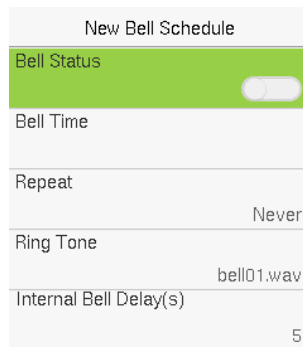 New Bell Schedule
Bell Status
Bell Time
Repeat
Never
Ring Tone
bell01.wav
Internal Bell Delay(s)
5